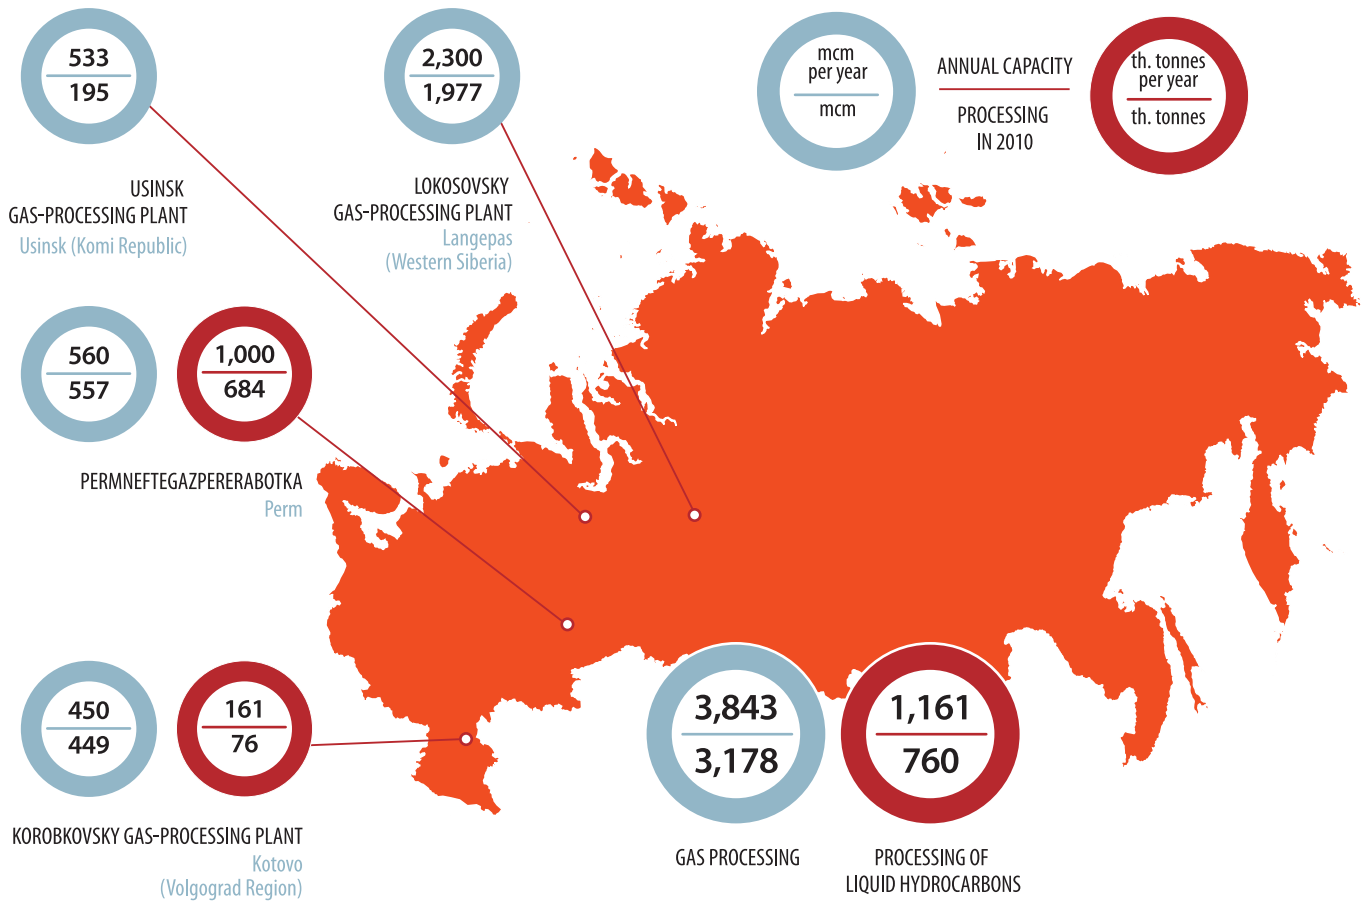 533
195
USINSK
GAS-PROCESSING PLANT
Usinsk (Komi Republic)
2,300
1,977
LOKOSOVSKY
GAS-PROCESSING PLANT
Langepas
(Western Siberia)
mcm
per year
mcm
ANNUAL CAPACITY
PROCESSING
IN 2010
th. tonnes
per year
th. tonnes
560
557
1,000
684
PERMNEFTEGAZPERERABOTKA
Perm
450
449
161
76
KOROBKOVSKY GAS-PROCESSING PLANT
Kotovo
(Volgograd Region)
3,843
3,178
GAS PROCESSING
1,161
760
PROCESSING OF
LIQUID HYDROCARBONS